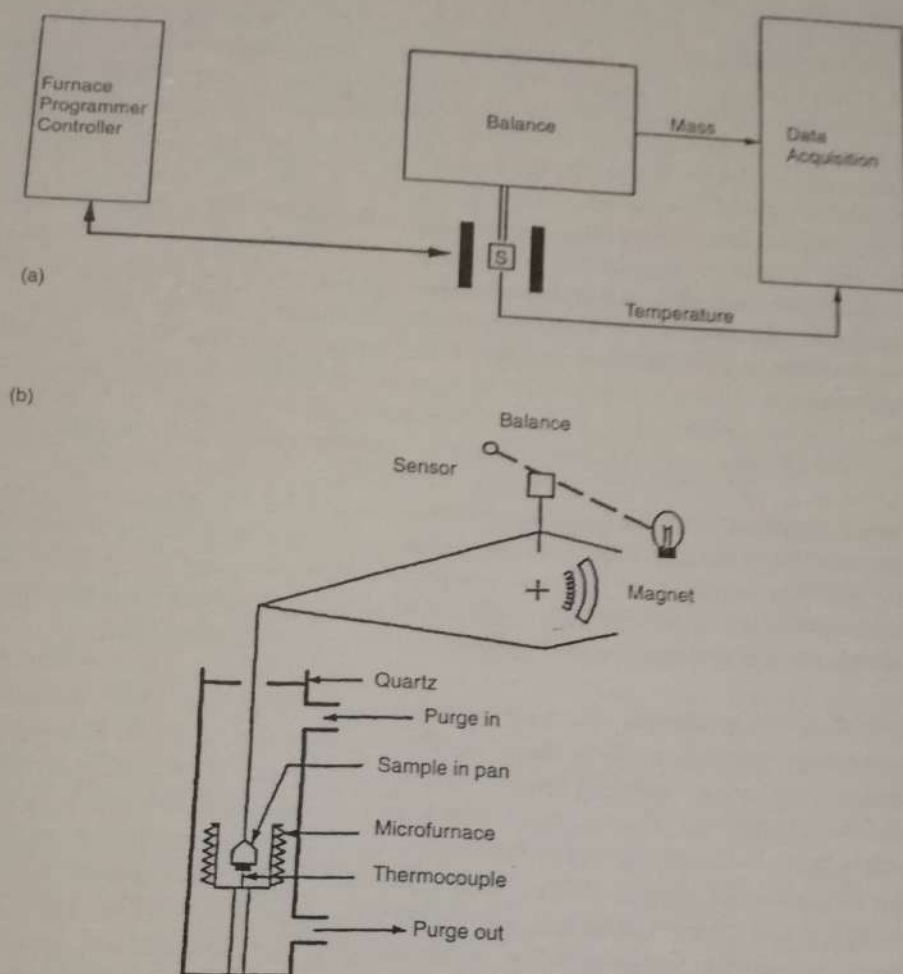 Furnace
Programmer
Controller
Balance
Mass
Data
Acquisition
S
(a)
Temperature
(b)
Balance
Sensor
Magnet
Quartz
Purge in
Sample in pan
Microfurnace
Thermocouple
Purge out